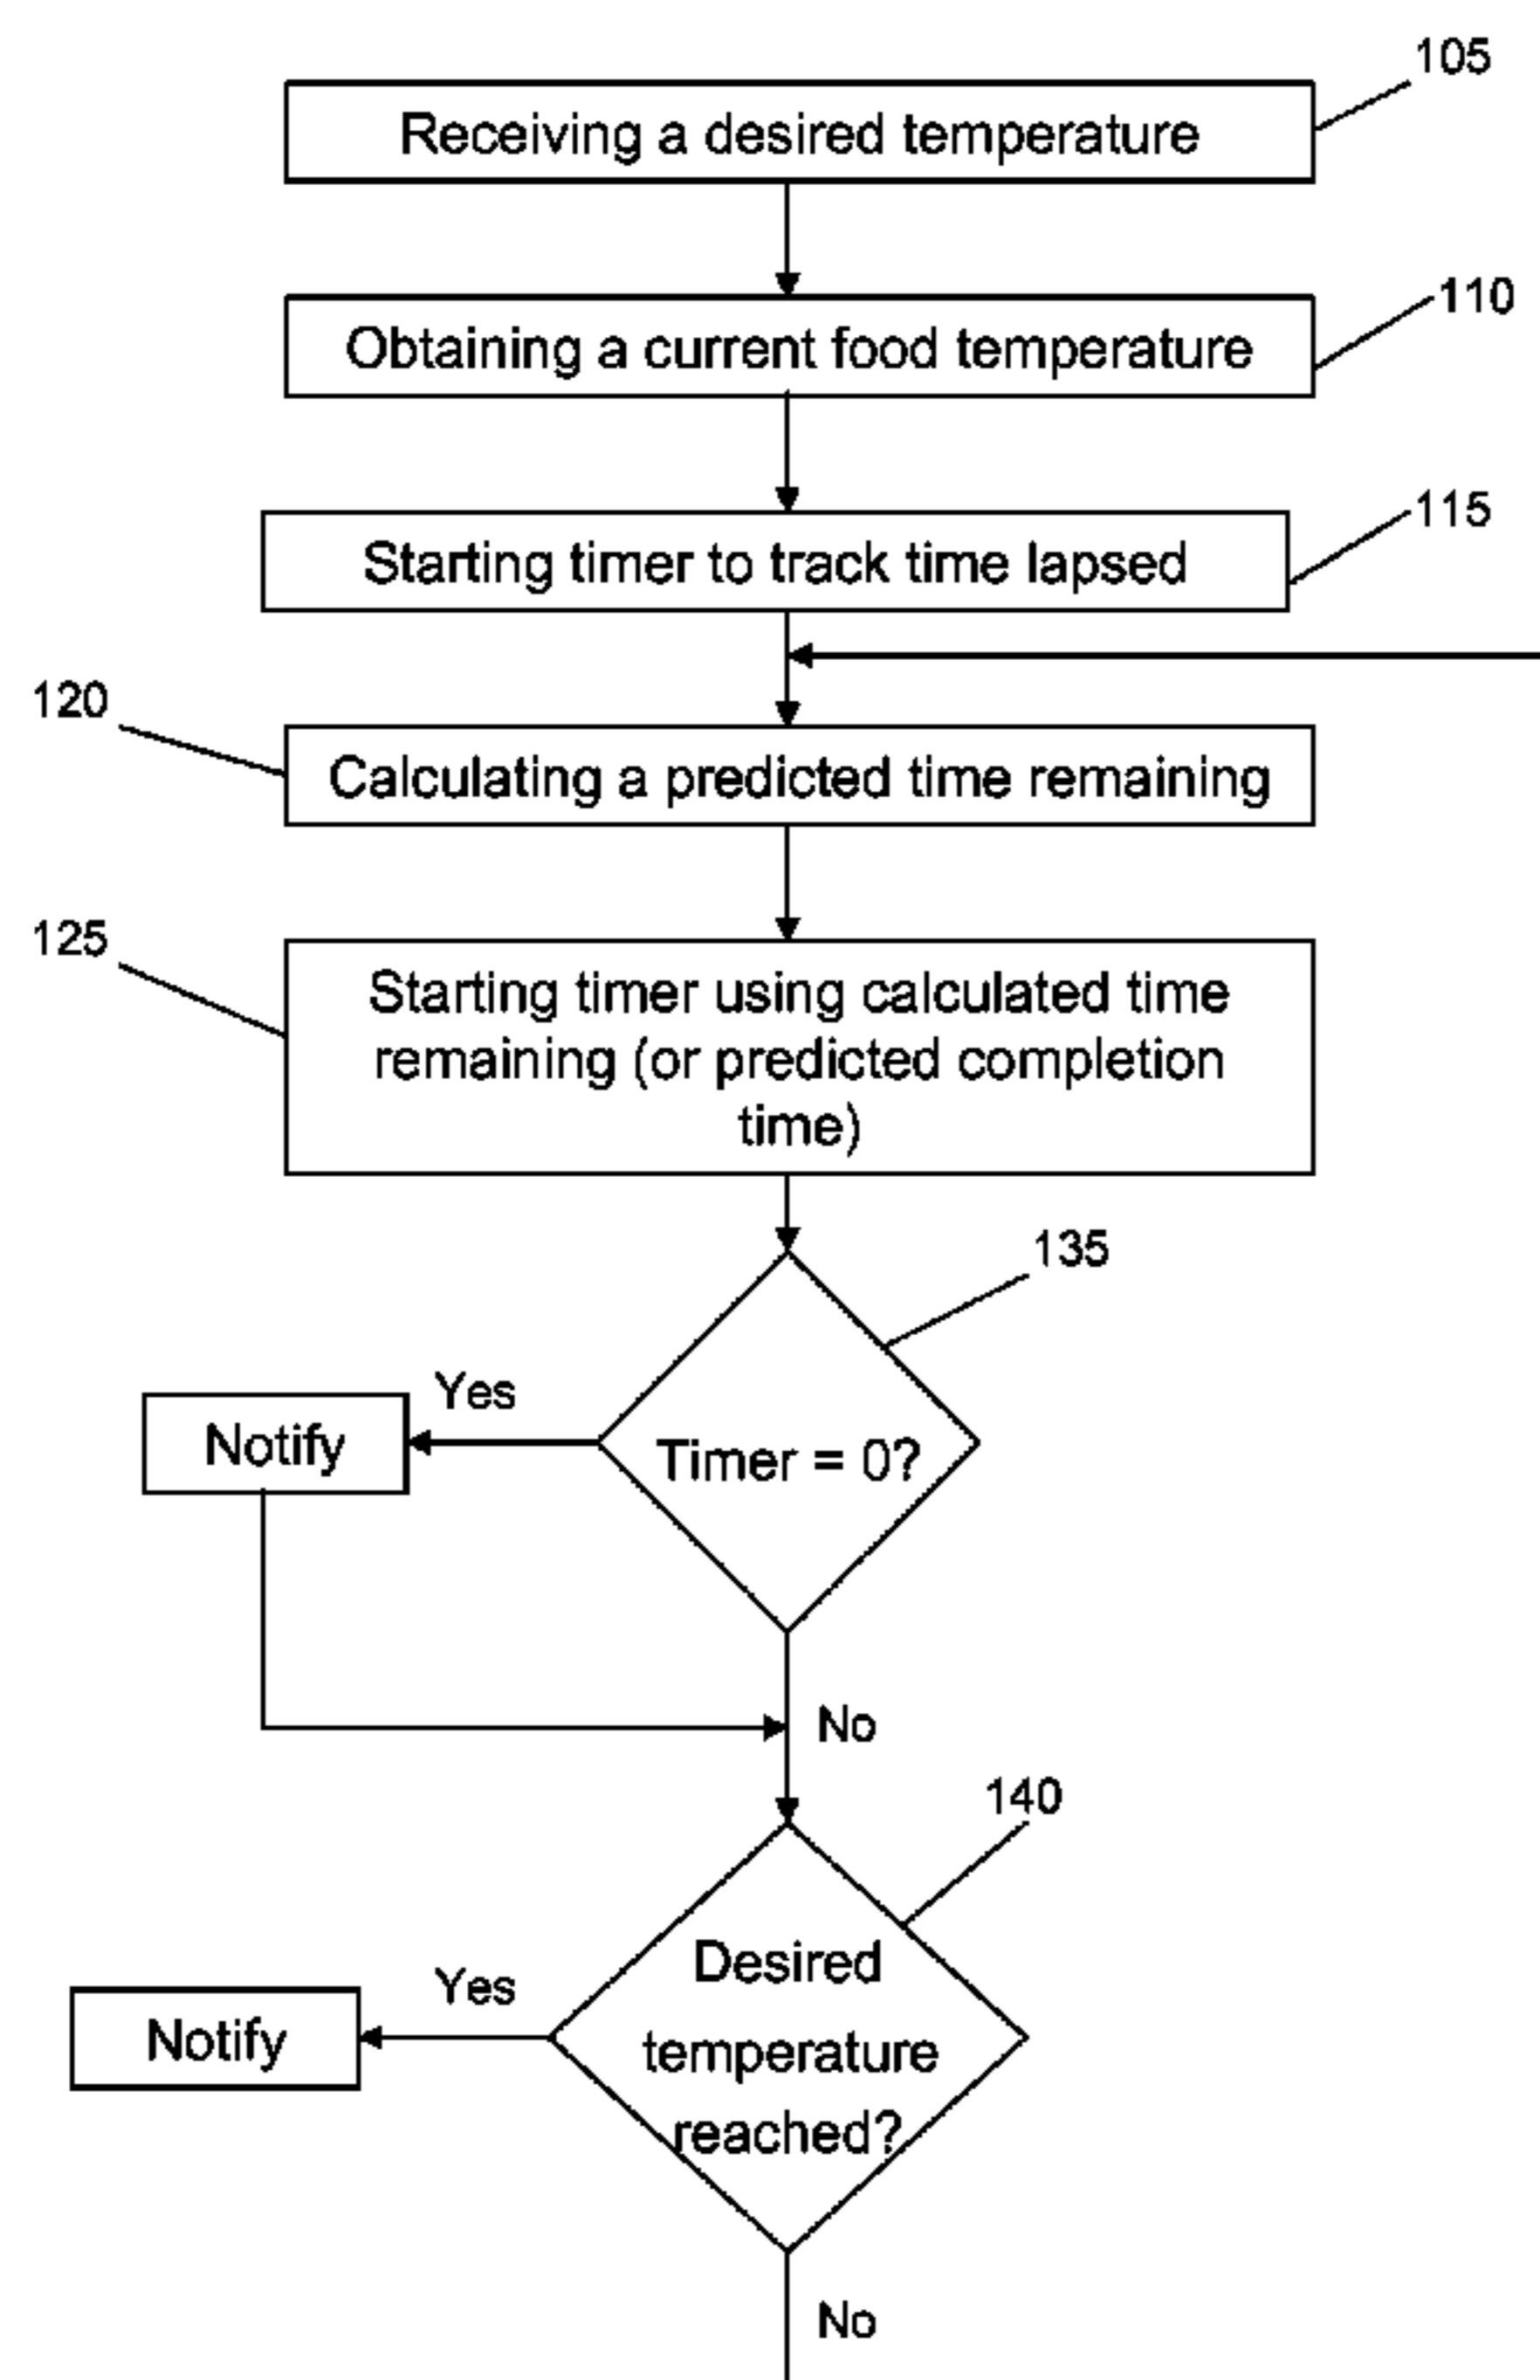 105
Receiving a desired temperature
110
Obtaining a current food temperature
115
Starting timer to track time lapsed
120
Calculating a predicted time remaining
125
Starting timer using calculated time
remaining (or predicted completion
time)
135
Yes
Notify
Timer = 0?
No
140
Desired
Yes
Notify
temperature
reached?
No